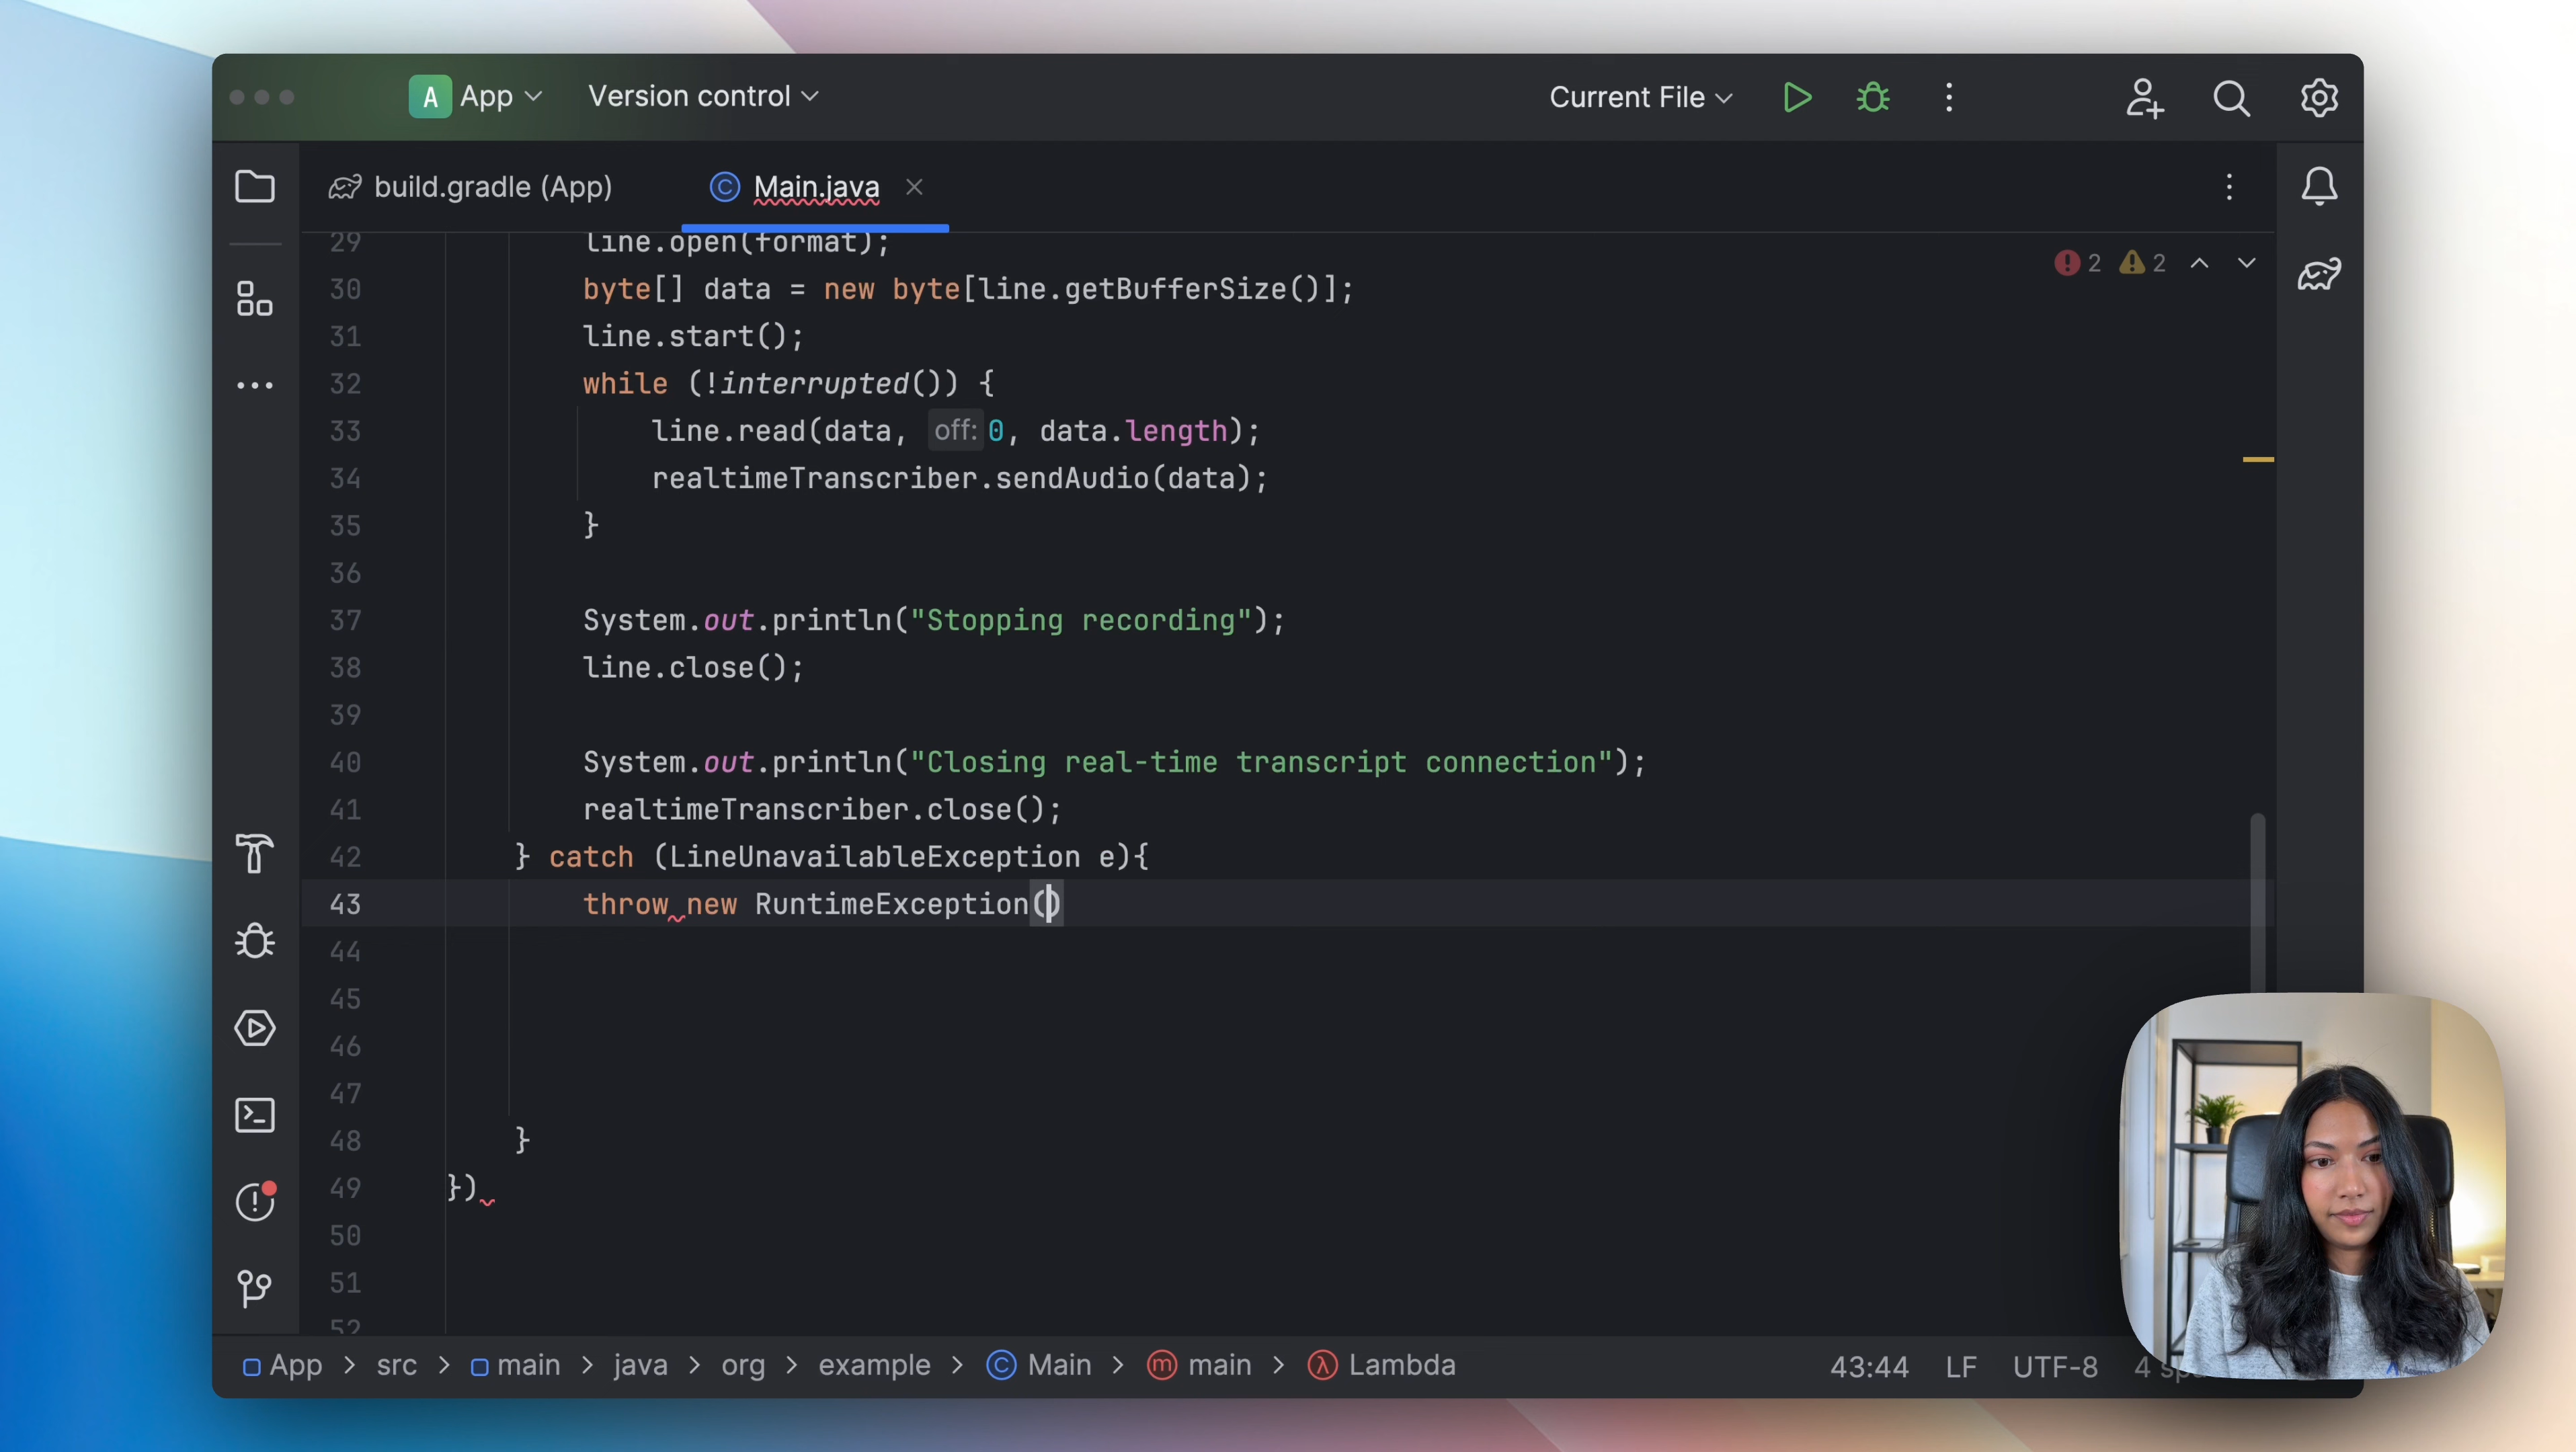 A App Version control Current File
build.gradle (App) Main.java
29 line.open(format);
2 2
30 byte[] data = new byte[line.getBufferSize()];
31 line.start();
32 while (!interrupted()) {
33 line.read(data, off: 0, data.length);
34 realtimeTranscriber.sendAudio(data);
35 }
36
37 System.out.println("Stopping recording");
38 line.close();
39
40 System.out.println("Closing real-time transcript connection");
41 realtimeTranscriber.close();
42 } catch (LineUnavailableException e){
43 throw new RuntimeException()
44
45
46
47
48 }
49 })
50
51
52
App > src > main > java > org > example > Main > main > Lambda 43:44 LF UTF-8 4